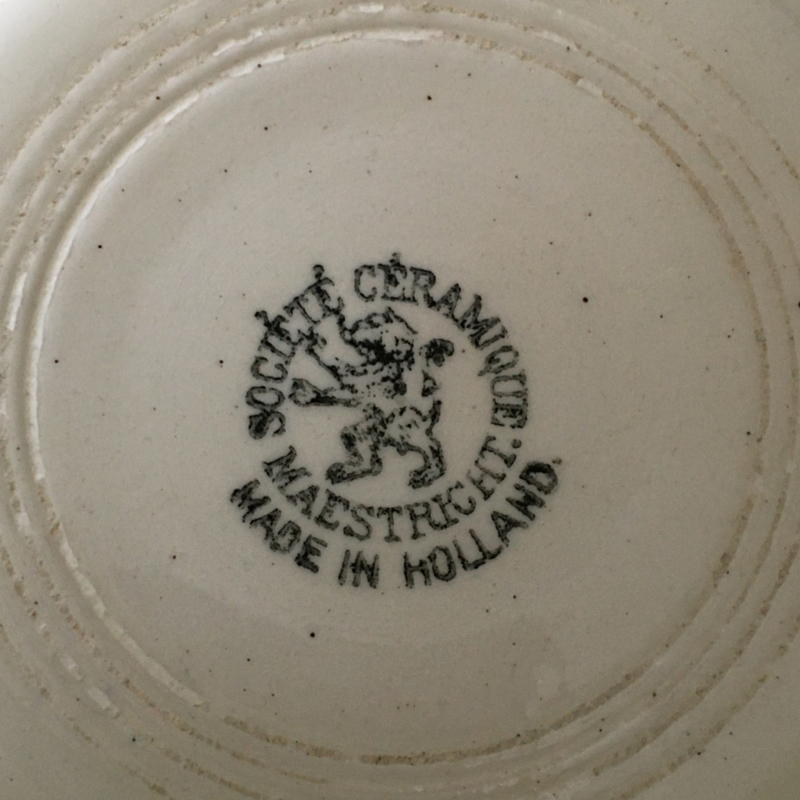 SOCIÉTÉ CÉRAMIQUE
MAESTRICHT.
MADE IN HOLLAND.